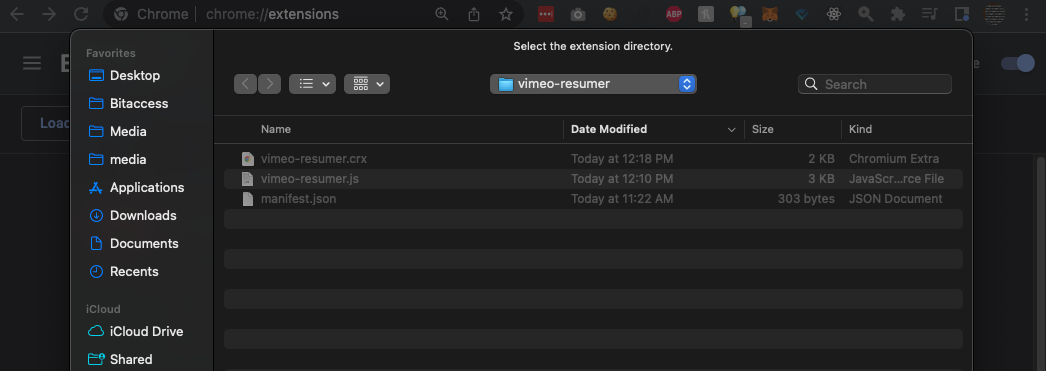 Chrome | chrome://extensions
ABP
Select the extension directory.
Favorites
E
Desktop
Bitaccess
Media
media
Applications
Downloads
Documents
Recents
iCloud
iCloud Drive
Shared
Load
vimeo-resumer
Search
Name Date Modified Size Kind
vimeo-resumer.crx Today at 12:18 PM 2 KB Chromium Extra
vimeo-resumer.js Today at 12:10 PM 3 KB JavaScr...rce File
manifest.json Today at 11:22 AM 303 bytes JSON Document